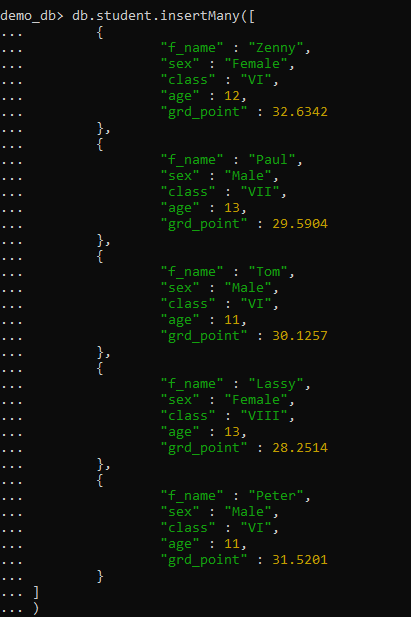 demo_db> db.student.insertMany([
...         {
...                 "f_name" : "Zenny",
...                 "sex" : "Female",
...                 "class" : "VI",
...                 "age" : 12,
...                 "grd_point" : 32.6342
...         },
...         {
...                 "f_name" : "Paul",
...                 "sex" : "Male",
...                 "class" : "VII",
...                 "age" : 13,
...                 "grd_point" : 29.5904
...         },
...         {
...                 "f_name" : "Tom",
...                 "sex" : "Male",
...                 "class" : "VI",
...                 "age" : 11,
...                 "grd_point" : 30.1257
...         },
...         {
...                 "f_name" : "Lassy",
...                 "sex" : "Female",
...                 "class" : "VIII",
...                 "age" : 13,
...                 "grd_point" : 28.2514
...         },
...         {
...                 "f_name" : "Peter",
...                 "sex" : "Male",
...                 "class" : "VI",
...                 "age" : 11,
...                 "grd_point" : 31.5201
...         }
... ]
... )